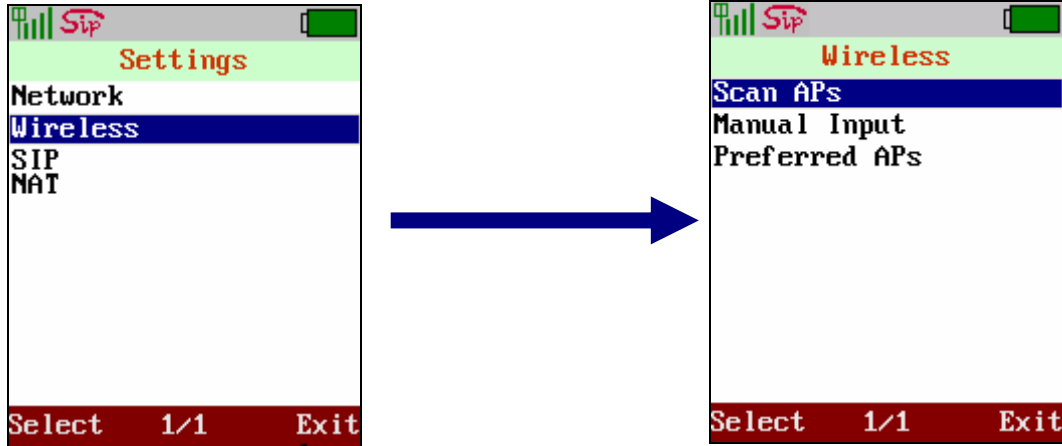 Sip
Settings
Network
Wireless
SIP
NAT
Select 1/1 Exit
Sip
Wireless
Scan APs
Manual Input
Preferred APs
Select 1/1 Exit